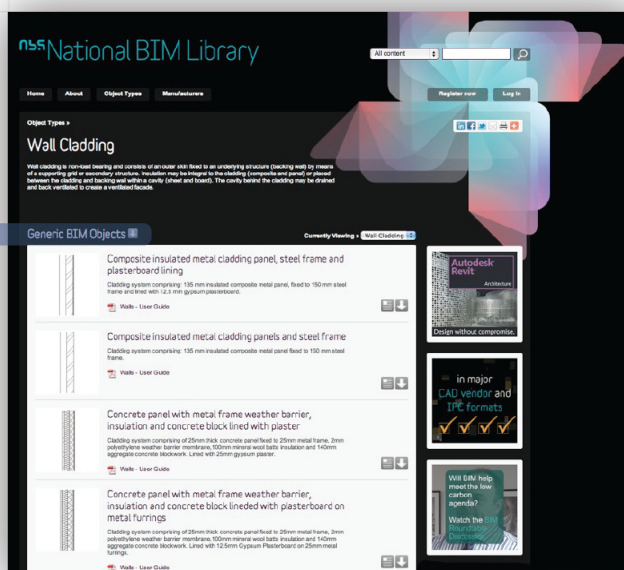 nbs National BIM Library
All content
Home About Object Types Manufacturers
Register now Log In
Object Types »
Wall Cladding
Wall cladding is non-load bearing and consists of an outer skin fixed to an underlying structure (backing wall) by means
of a supporting grid or secondary structure. Insulation may be integral to the cladding (composite and panel) or placed
between the cladding and backing wall within a cavity (sheet and board). The cavity behind the cladding may be drained
and back ventilated to create a ventilated facade.
Generic BIM Objects
Currently Viewing » Wall Cladding
Composite insulated metal cladding panel, steel frame and
plasterboard lining
Cladding system comprising: 135 mm insulated composite metal panel, fixed to 150 mm steel
frame and lined with 12.5 mm gypsum plasterboard.
Walls - User Guide
Composite insulated metal cladding panels and steel frame
Cladding system comprising: 135 mm insulated composite metal panel fixed to 150 mm steel
frame.
Walls - User Guide
Concrete panel with metal frame weather barrier,
insulation and concrete block lined with plaster
Cladding system comprising of 25mm thick concrete panel fixed to 25mm metal frame, 2mm
polyethylene weather barrier membrane, 100mm mineral wool batts insulation and 140mm
aggregate concrete blockwork. Lined with 25mm gypsum plaster.
Walls - User Guide
Concrete panel with metal frame weather barrier,
insulation and concrete block lineded with plasterboard on
metal furrings
Cladding system comprising of 25mm thick concrete panel fixed to 25mm metal frame, 2mm
polyethylene weather barrier membrane, 100mm mineral wool batts insulation and 140mm
aggregate concrete blockwork. Lined with 12.5mm Gypsum Plasterboard on 25mm metal
furrings.
Walls - User Guide
Autodesk
Revit
Architecture
Design without compromise.
in major
CAD vendor and
IFC formats
Will BIM help
meet the low
carbon
agenda?
Watch the BIM
Roundtable
Discussion